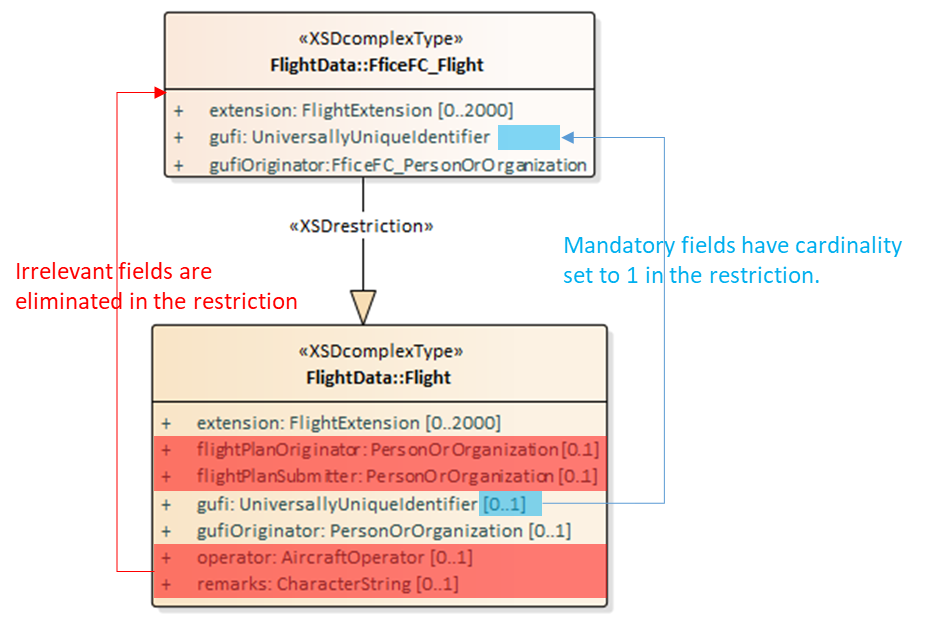 «XSDcomplexType»
FlightData::FficeFC_Flight
+ extension: FlightExtension [0..2000]
+ gufi: UniversallyUniqueIdentifier
+ gufiOriginator:FficeFC_PersonOrOrganization
«XSDrestriction»
Mandatory fields have cardinality
set to 1 in the restriction.
Irrelevant fields are
eliminated in the restriction
«XSDcomplexType»
FlightData::Flight
+ extension: FlightExtension [0..2000]
+ flightPlanOriginator: PersonOrOrganization [0.1]
+ flightPlanSubmitter: PersonOrOrganization [0.1]
+ gufi: UniversallyUniqueIdentifier [0..1]
+ gufiOriginator: PersonOrOrganization [0..1]
+ operator: AircraftOperator [0..1]
+ remarks: CharacterString [0..1]